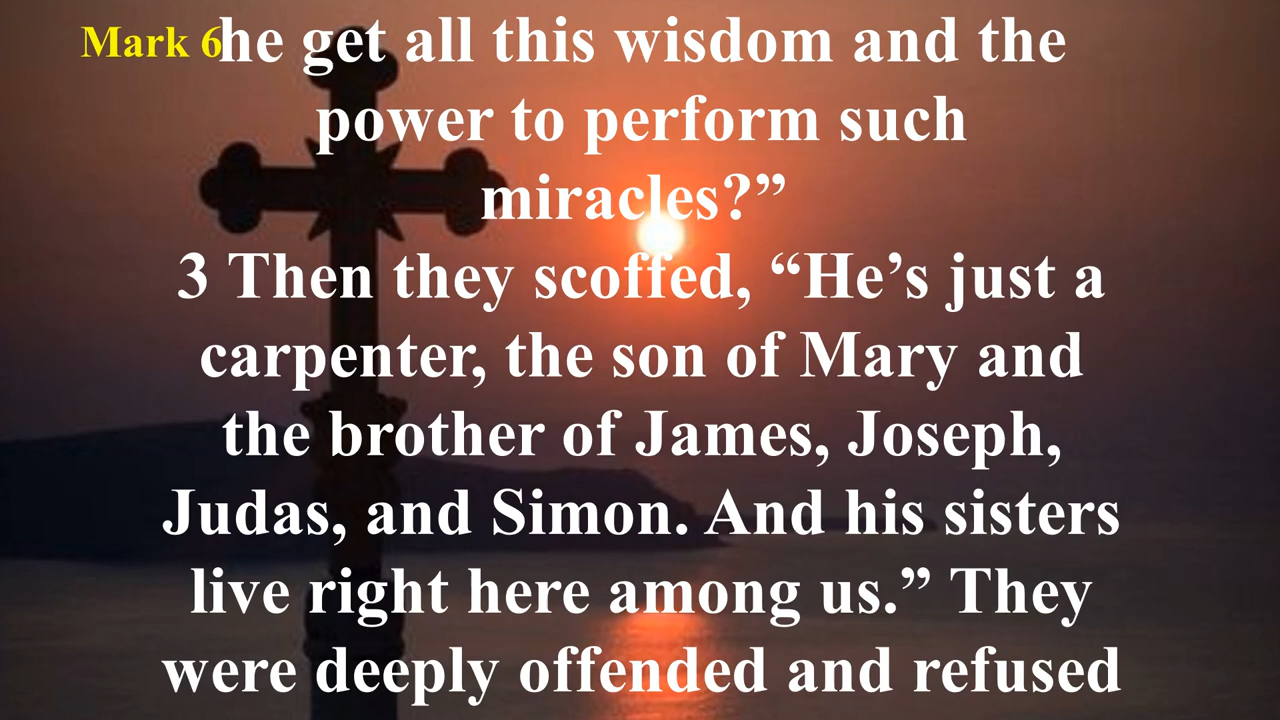 Mark 6
he get all this wisdom and the
power to perform such
miracles?”
3 Then they scoffed, “He’s just a
carpenter, the son of Mary and
the brother of James, Joseph,
Judas, and Simon. And his sisters
live right here among us.” They
were deeply offended and refused